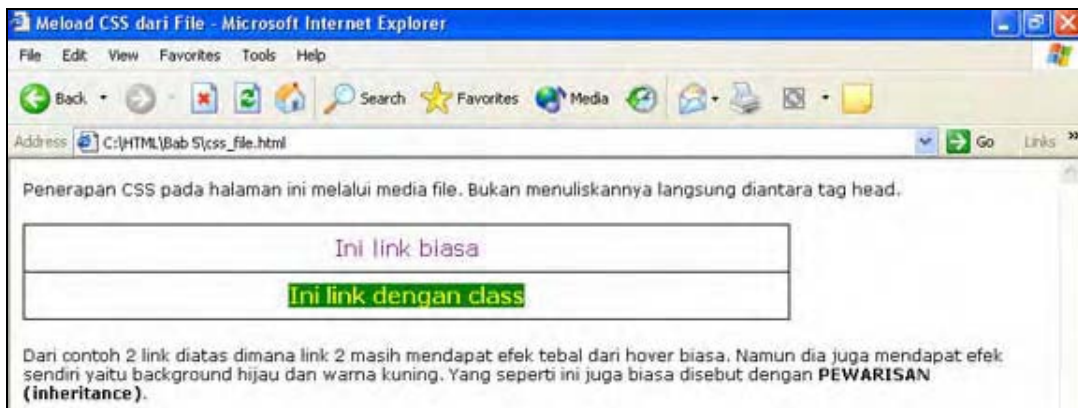 Meload CSS dari File - Microsoft Internet Explorer
File Edit View Favorites Tools Help
Back Search Favorites Media
Address C:\HTML\Bab 5\css_file.html Go Links »
Penerapan CSS pada halaman ini melalui media file. Bukan menuliskannya langsung diantara tag head.
Ini link biasa
Ini link dengan class
Dari contoh 2 link diatas dimana link 2 masih mendapat efek tebal dari hover biasa. Namun dia juga mendapat efek
sendiri yaitu background hijau dan warna kuning. Yang seperti ini juga biasa disebut dengan PEWARISAN
(inheritance).